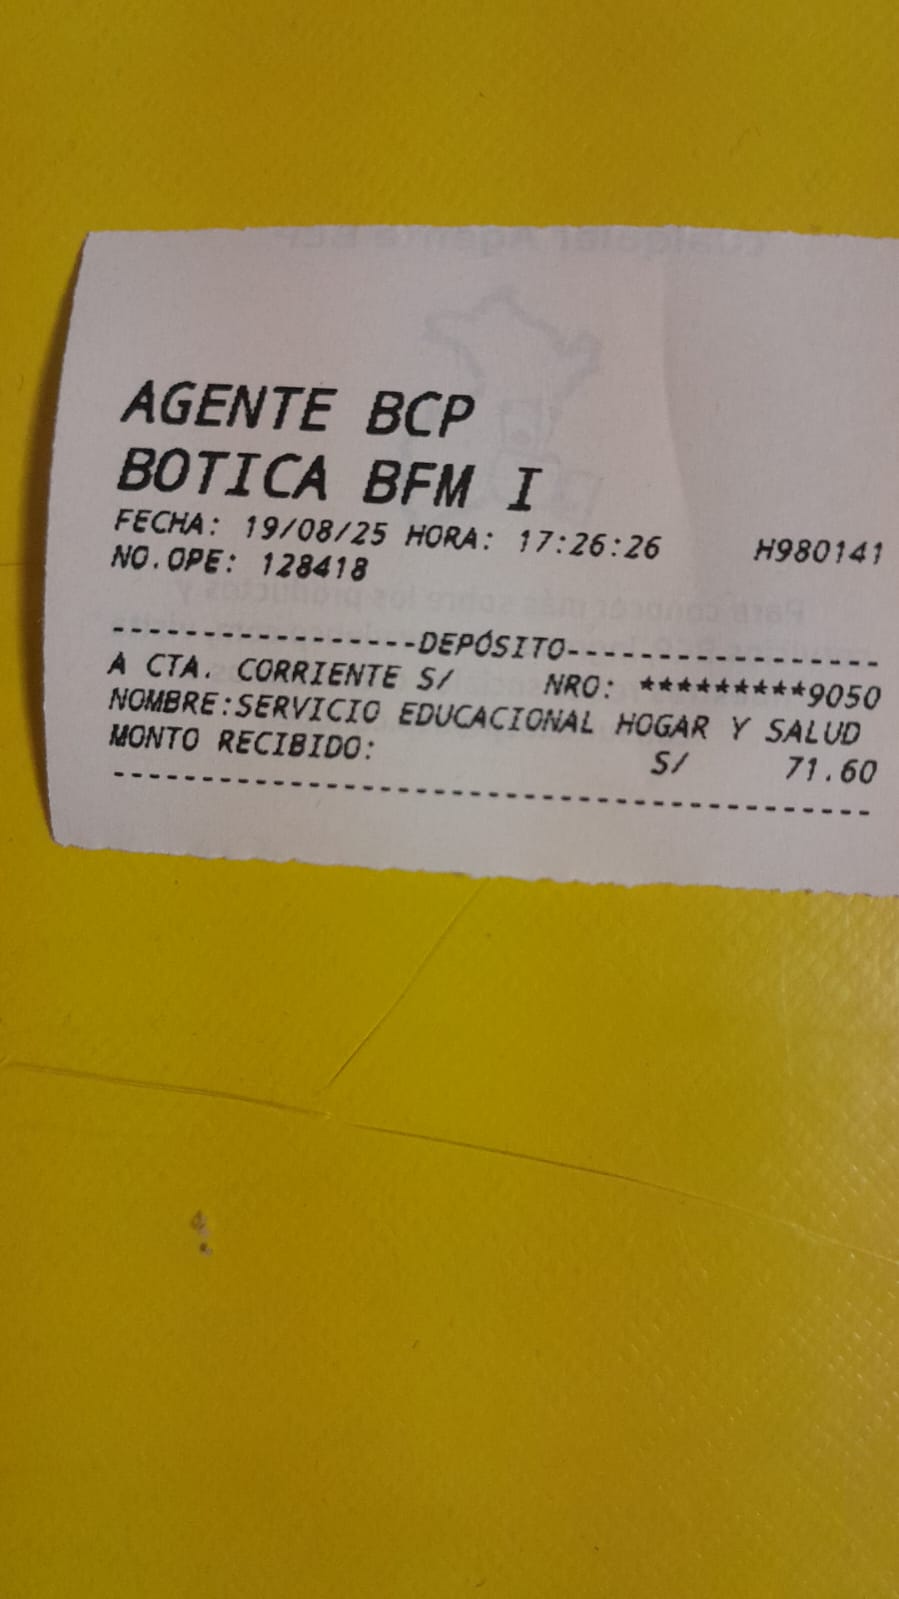 AGENTE BCP
BOTICA BFM I
FECHA: 19/08/25 HORA: 17:26:26 H980141
NO.OPE: 128418
-----------------DEPÓSITO-----------------
A CTA. CORRIENTE S/ NRO: *********9050
NOMBRE:SERVICIO EDUCACIONAL HOGAR Y SALUD
MONTO RECIBIDO: S/ 71.60
------------------------------------------